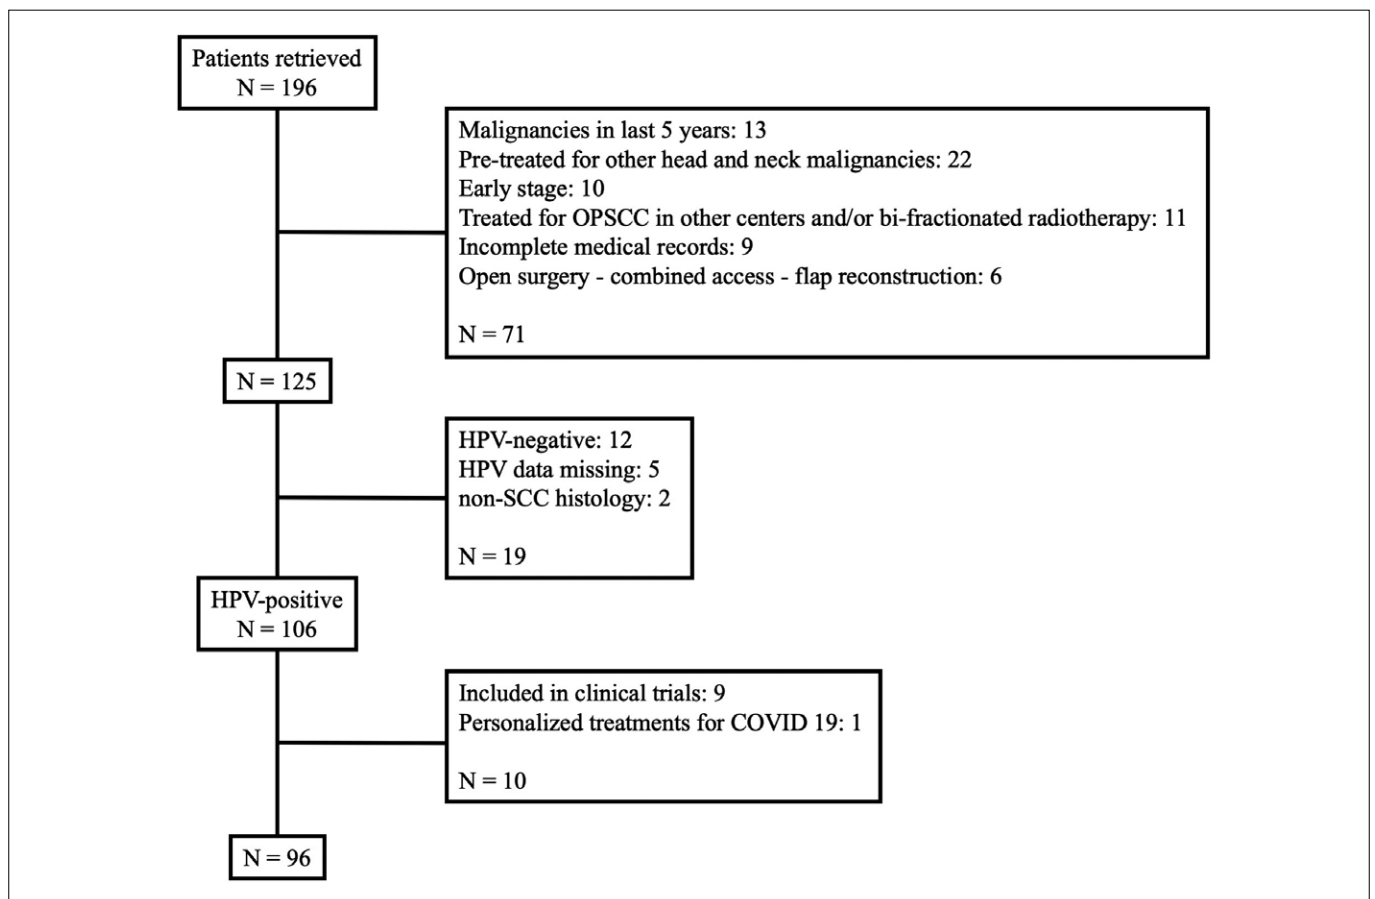 Patients retrieved
N = 196
Malignancies in last 5 years: 13
Pre-treated for other head and neck malignancies: 22
Early stage: 10
Treated for OPSCC in other centers and/or bi-fractionated radiotherapy: 11
Incomplete medical records: 9
Open surgery - combined access - flap reconstruction: 6
N = 71
N = 125
HPV-negative: 12
HPV data missing: 5
non-SCC histology: 2
N = 19
HPV-positive
N = 106
Included in clinical trials: 9
Personalized treatments for COVID 19: 1
N = 10
N = 96